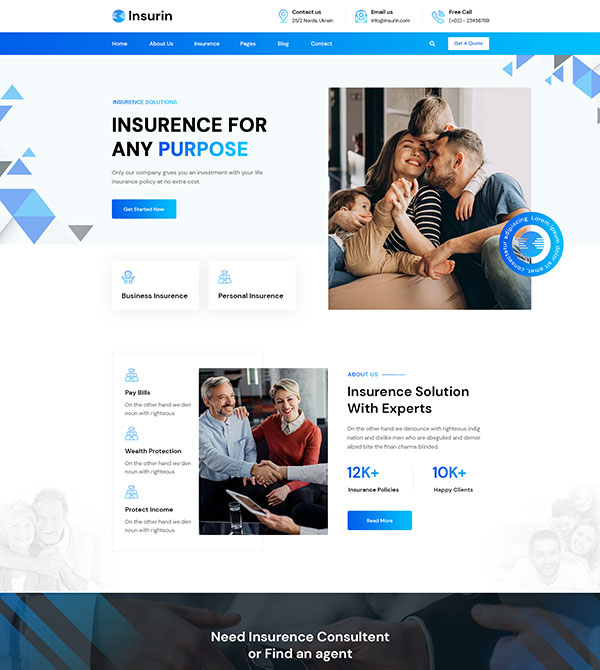 Insurin
Contact us
25/2 Norda, Ukrain
Email us
info@insurin.com
Free Call
(+02) - 23456789
Home
About Us
Insurence
Pages
Blog
Contact
Get A Quote
INSURENCE SOLUTIONS
INSURENCE FOR
ANY PURPOSE
Only our company gives you an investment with your life
insurance policy at no extra cost.
Get Started Now
Lorem ipsum dolor sit amet, consectetur adipiscing
Business Insurence
Personal Insurence
Pay Bills
On the other hand we den
noun with righteous
Wealth Protection
On the other hand we den
noun with righteous
Protect Income
On the other hand we den
noun with righteous
ABOUT US
Insurence Solution
With Experts
On the other hand we denounce with righteous indig
nation and dislike men who are sbeguiled and demor
alized bite the finan charms blinded.
12K+
Insurance Policies
10K+
Happy Clients
Read More
Need Insurence Consultent
or Find an agent